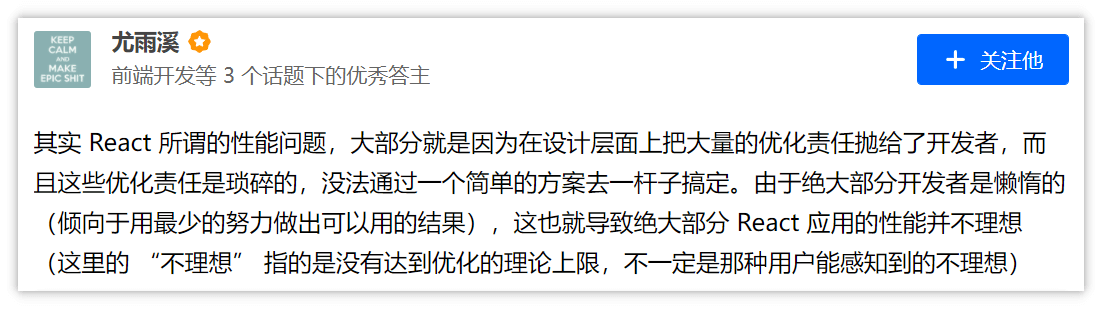 KEEP
CALM
AND
MAKE
EPIC SHIT
尤雨溪
前端开发等 3 个话题下的优秀答主
+ 关注他
其实 React 所谓的性能问题，大部分就是因为在设计层面上把大量的优化责任抛给了开发者，而
且这些优化责任是琐碎的，没法通过一个简单的方案去一杆子搞定。由于绝大部分开发者是懒惰的
（倾向于用最少的努力做出可以用的结果），这也就导致绝大部分 React 应用的性能并不理想
（这里的 “不理想” 指的是没有达到优化的理论上限，不一定是那种用户能感知到的不理想）